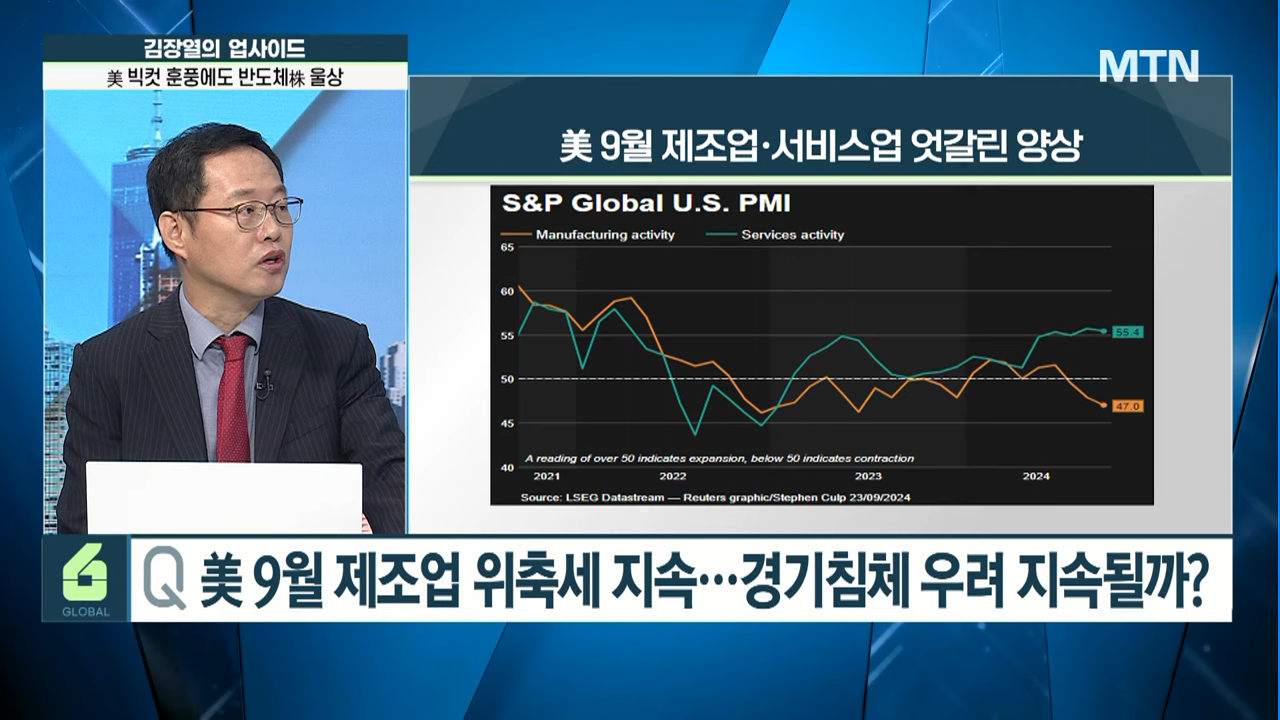 김장열의 업사이드
美 빅컷 훈풍에도 반도체株 울상
MTN
美 9월 제조업·서비스업 엇갈린 양상
S&P Global U.S. PMI
Manufacturing activity
Services activity
65
60
55
50
45
40
55.4
47.0
A reading of over 50 indicates expansion, below 50 indicates contraction
2021
2022
2023
2024
Source: LSEG Datastream — Reuters graphic/Stephen Culp 23/09/2024
6
GLOBAL
Q 美 9월 제조업 위축세 지속…경기침체 우려 지속될까?